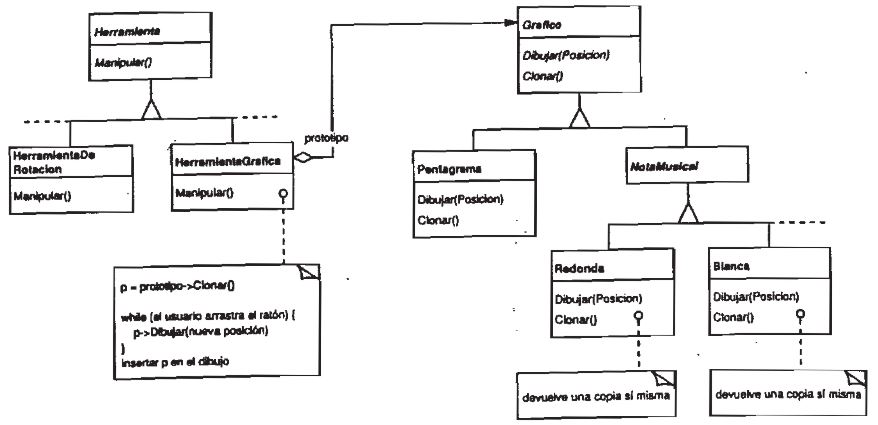 Herramienta
Manipular()
Grafico
Dibujar(Posicion)
Clonar()
prototipo
HerramientaDe
Rotacion
Manipular()
HerramientaGrafica
Manipular()
Pentagrama
Dibujar(Posicion)
Clonar()
NotaMusical
Redonda
Dibujar(Posicion)
Clonar()
Blanca
Dibujar(Posicion)
Clonar()
p = prototipo->Clonar()
while (el usuario arrastra el ratón) {
p->Dibujar(nueva posición)
}
insertar p en el dibujo
devuelve una copia sí misma
devuelve una copia sí misma